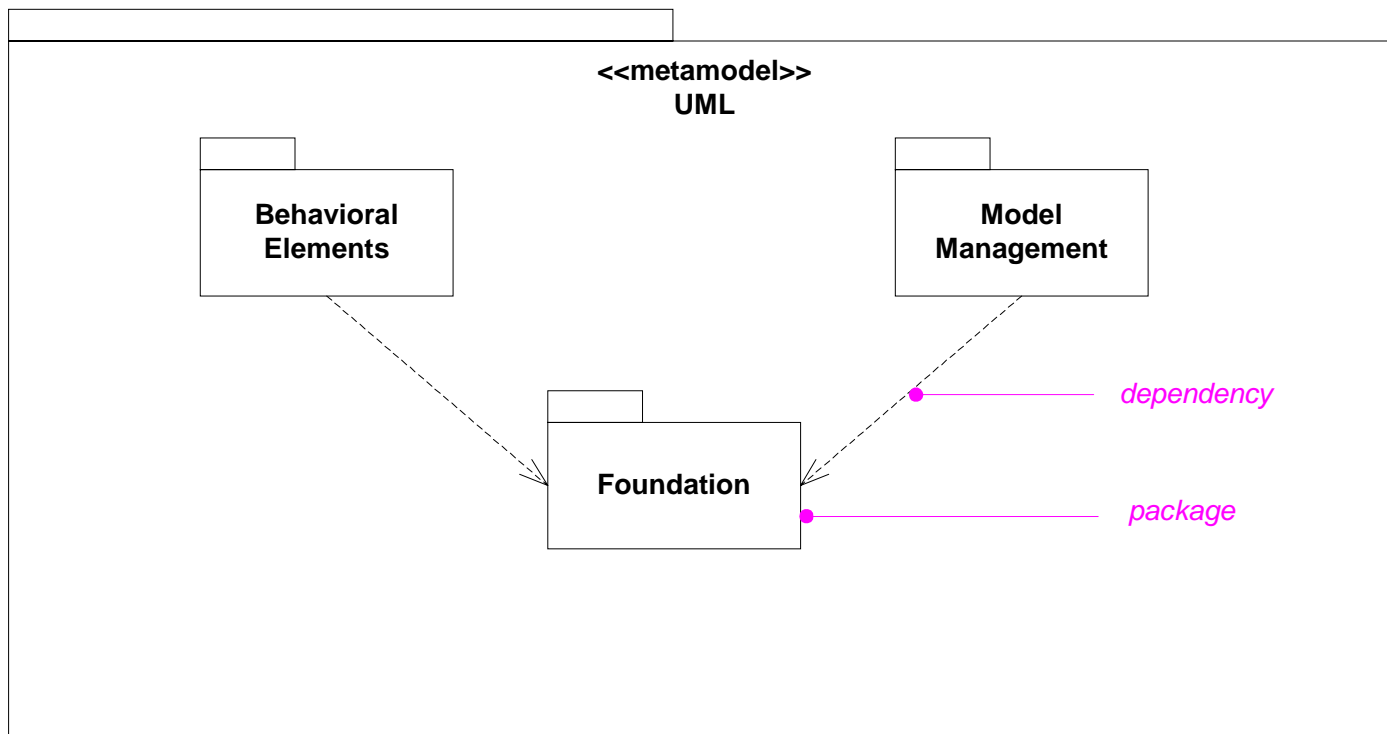 <<metamodel>>
UML
Behavioral
Elements
Model
Management
dependency
Foundation
package